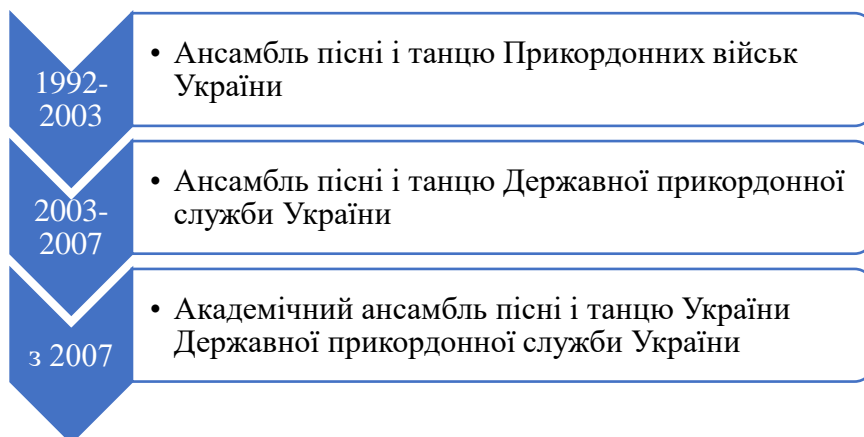 1992-
2003
• Ансамбль пісні і танцю Прикордонних військ
України
2003-
2007
• Ансамбль пісні і танцю Державної прикордонної
служби України
з 2007
• Академічний ансамбль пісні і танцю України
Державної прикордонної служби України